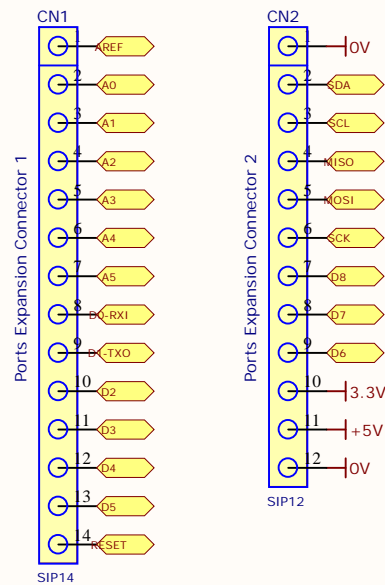 CN1
Ports Expansion Connector 1
1 AREF
2 A0
3 A1
4 A2
5 A3
6 A4
7 A5
8 D0-RXI
9 D1-TXO
10 D2
11 D3
12 D4
13 D5
14 RESET
SIP14
CN2
Ports Expansion Connector 2
1 0V
2 SDA
3 SCL
4 MISO
5 MOSI
6 SCK
7 D8
8 D7
9 D6
10 3.3V
11 +5V
12 0V
SIP12